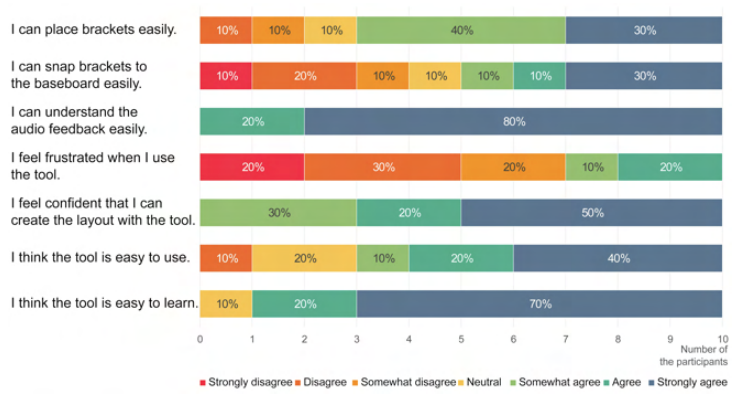 I can place brackets easily.
10% 10% 10% 40% 30%
I can snap brackets to
the baseboard easily.
10% 20% 10% 10% 10% 10% 30%
I can understand the
audio feedback easily.
20% 80%
I feel frustrated when I use
the tool.
20% 30% 20% 10% 20%
I feel confident that I can
create the layout with the tool.
30% 20% 50%
I think the tool is easy to use.
10% 20% 10% 20% 40%
I think the tool is easy to learn.
10% 20% 70%
0 1 2 3 4 5 6 7 8 9 10
Number of
the participants
Strongly disagree Disagree Somewhat disagree Neutral Somewhat agree Agree Strongly agree